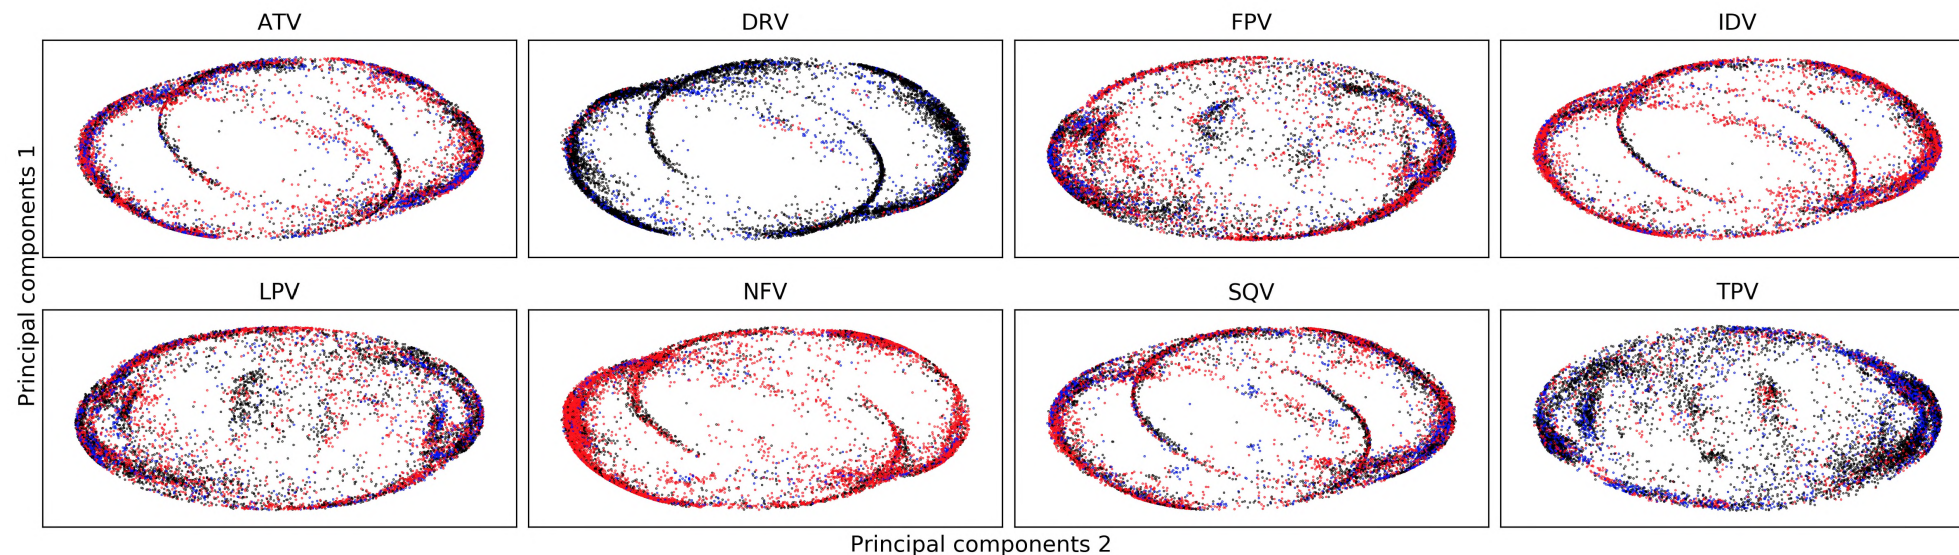 ATV
DRV
FPV
IDV
LPV
NFV
SQV
TPV
Principal components 1
Principal components 2